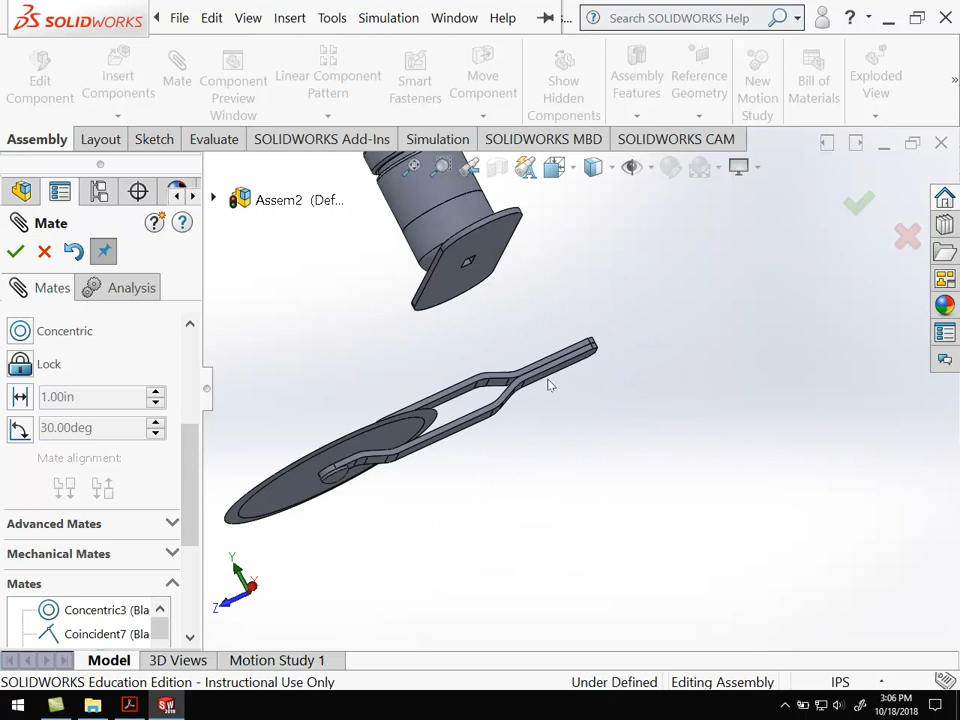 SOLIDWORKS File Edit View Insert Tools Simulation Window Help ...
Search SOLIDWORKS Help ?
Edit Component
Insert Components
Mate
Component Preview Window
Linear Component Pattern
Smart Fasteners
Move Component
Show Hidden Components
Assembly Features
Reference Geometry
New Motion Study
Bill of Materials
Exploded View
»
Assembly Layout Sketch Evaluate SOLIDWORKS Add-Ins Simulation SOLIDWORKS MBD SOLIDWORKS CAM
Assem2 (Def...
Mate
Mates Analysis
Concentric
Lock
1.00in
30.00deg
Mate alignment:
Advanced Mates
Mechanical Mates
Mates
Concentric3 (Bla
Coincident7 (Bla
Y
X
Z
Model 3D Views Motion Study 1
SOLIDWORKS Education Edition - Instructional Use Only Under Defined Editing Assembly IPS
3:06 PM
10/18/2018